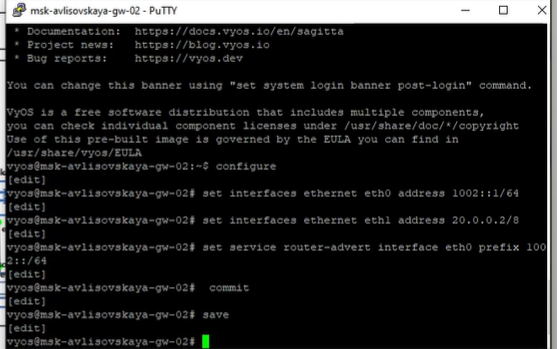 msk-avlisovskaya-gw-02 - PuTTY
* Documentation:  https://docs.vyos.io/en/sagitta
* Project news:   https://blog.vyos.io
* Bug reports:    https://vyos.dev
You can change this banner using "set system login banner post-login" command.
VyOS is a free software distribution that includes multiple components,
you can check individual component licenses under /usr/share/doc/*/copyright
Use of this pre-built image is governed by the EULA you can find in
/usr/share/vyos/EULA
vyos@msk-avlisovskaya-gw-02:~$ configure
[edit]
vyos@msk-avlisovskaya-gw-02# set interfaces ethernet eth0 address 1002::1/64
[edit]
vyos@msk-avlisovskaya-gw-02# set interfaces ethernet eth1 address 20.0.0.2/8
[edit]
vyos@msk-avlisovskaya-gw-02# set service router-advert interface eth0 prefix 100
2::/64
[edit]
vyos@msk-avlisovskaya-gw-02#  commit
[edit]
vyos@msk-avlisovskaya-gw-02# save
[edit]
vyos@msk-avlisovskaya-gw-02#